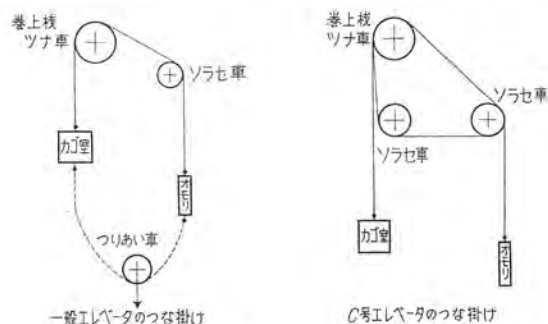 巻上桟
ツナ車
ソラセ車
カゴ室
オモリ
つりあい車
一般エレベータのつな掛け
巻上桟
ツナ車
ソラセ車
ソラセ車
カゴ室
オモリ
C号エレベータのつな掛け